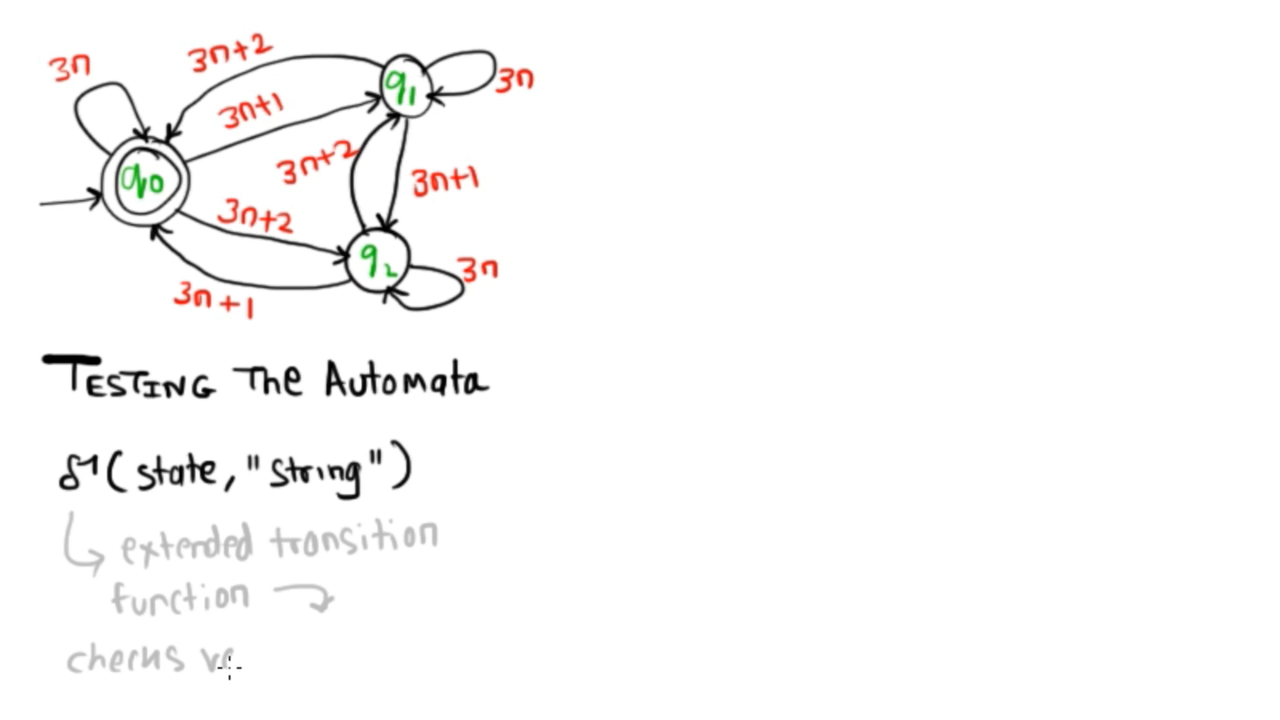 3n
3n+2
3n+1
q1
3n
q0
3n+2
3n+1
3n+2
q2
3n
3n+1
TESTING The Automata
δ1(state,"string")
extended transition
function
checks